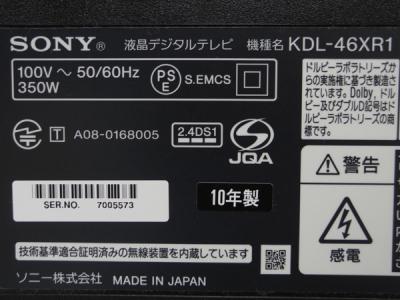 SONY® 液晶デジタルテレビ 機種名 KDL-46XR1
100V ～ 50/60Hz
350W
PS
E
S.EMCS
T A08-0168005
2.4DS1
JQA
SER.NO. 7005573
10年製
技術基準適合証明済みの無線装置を内蔵しています
ソニー株式会社 MADE IN JAPAN
ドルビーラボラトリーズか
らの実施権に基づき製造さ
れています。Dolby、ドル
ビー及びダブルD記号はド
ルビーラボラトリーズの商
標です。
警告
感電